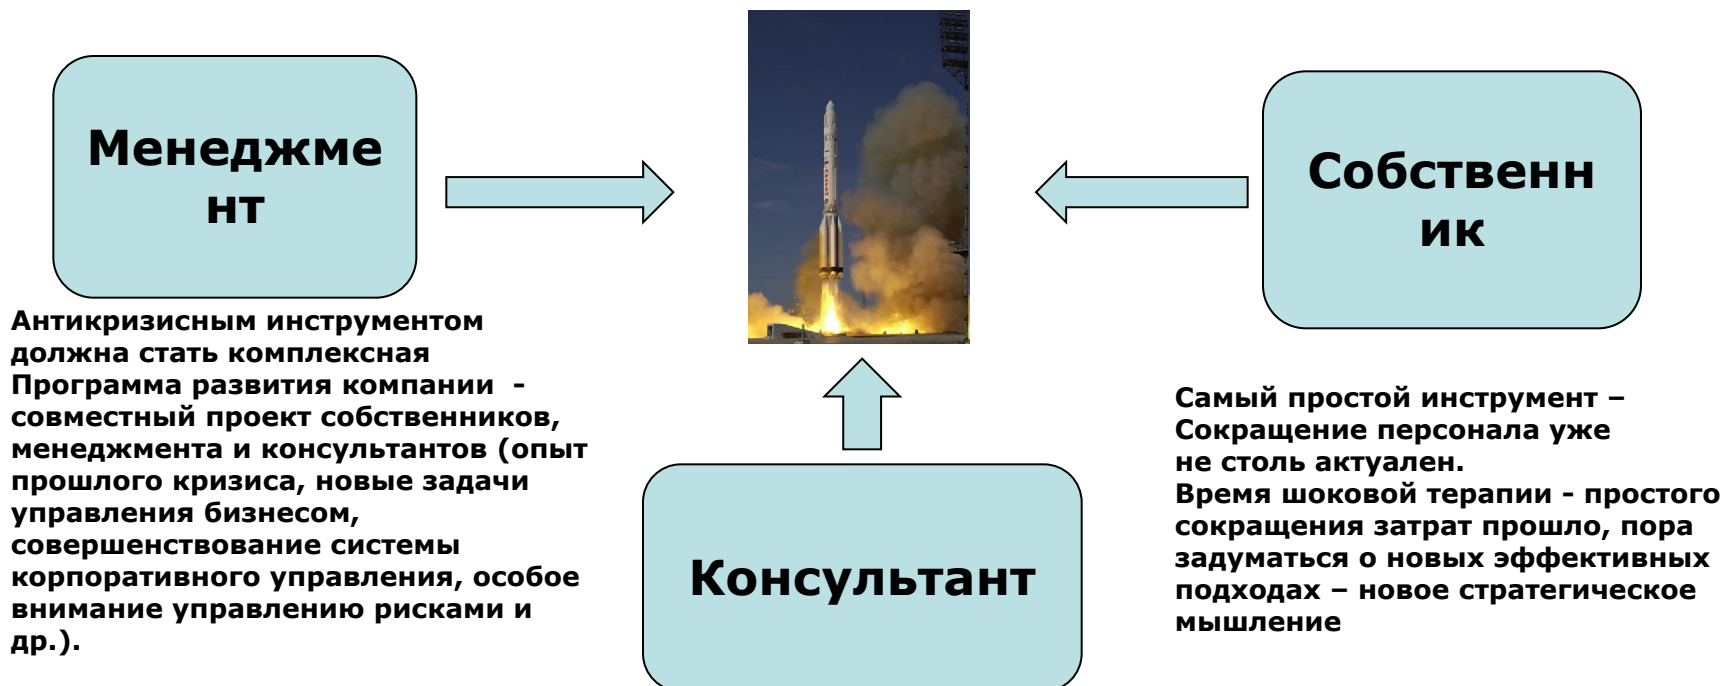 Менеджме
нт
Собственн
ик
Антикризисным инструментом
должна стать комплексная
Программа развития компании -
совместный проект собственников,
менеджмента и консультантов (опыт
прошлого кризиса, новые задачи
управления бизнесом,
совершенствование системы
корпоративного управления, особое
внимание управлению рисками и
др.).
Консультант
Самый простой инструмент –
Сокращение персонала уже
не столь актуален.
Время шоковой терапии - простого
сокращения затрат прошло, пора
задуматься о новых эффективных
подходах – новое стратегическое
мышление